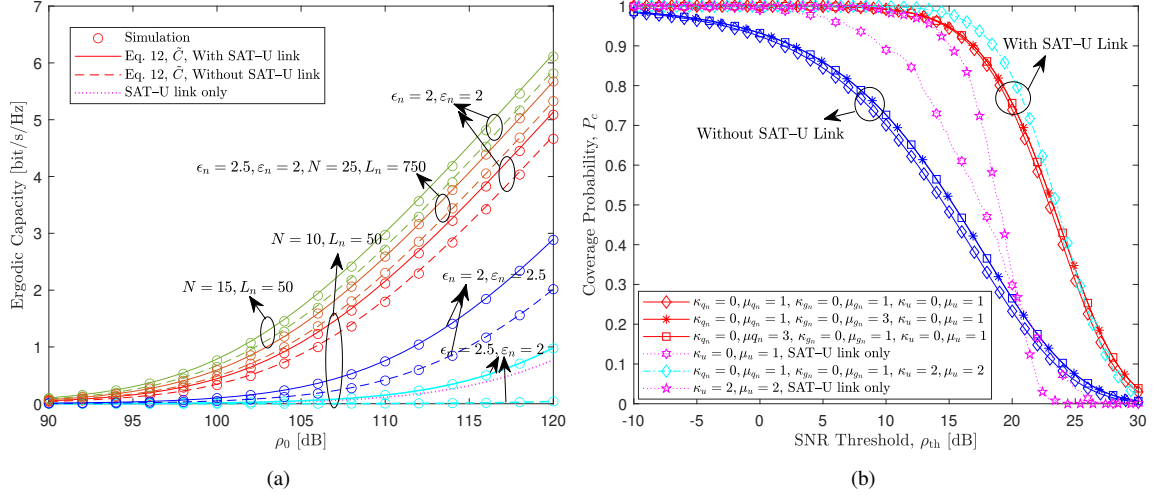 Simulation
Eq. 12, C̃, With SAT–U link
Eq. 12, C̃, Without SAT–U link
SAT–U link only
ϵn = 2, εn = 2
ϵn = 2.5, εn = 2, N = 25, Ln = 750
N = 10, Ln = 50
N = 15, Ln = 50
ϵn = 2, εn = 2.5
ϵn = 2.5, εn = 2
Ergodic Capacity [bit/s/Hz]
7
6
5
4
3
2
1
0
90 95 100 105 110 115 120
ρ0 [dB]
(a)
Coverage Probability, Pc
1
0.9
0.8
0.7
0.6
0.5
0.4
0.3
0.2
0.1
0
With SAT–U Link
Without SAT–U Link
κqn = 0, μqn = 1, κgn = 0, μgn = 1, κu = 0, μu = 1
κqn = 0, μqn = 1, κgn = 0, μgn = 3, κu = 0, μu = 1
κqn = 0, μqn = 3, κgn = 0, μgn = 1, κu = 0, μu = 1
κu = 0, μu = 1, SAT–U link only
κqn = 0, μqn = 1, κgn = 0, μgn = 1, κu = 2, μu = 2
κu = 2, μu = 2, SAT–U link only
-10 -5 0 5 10 15 20 25 30
SNR Threshold, ρth [dB]
(b)